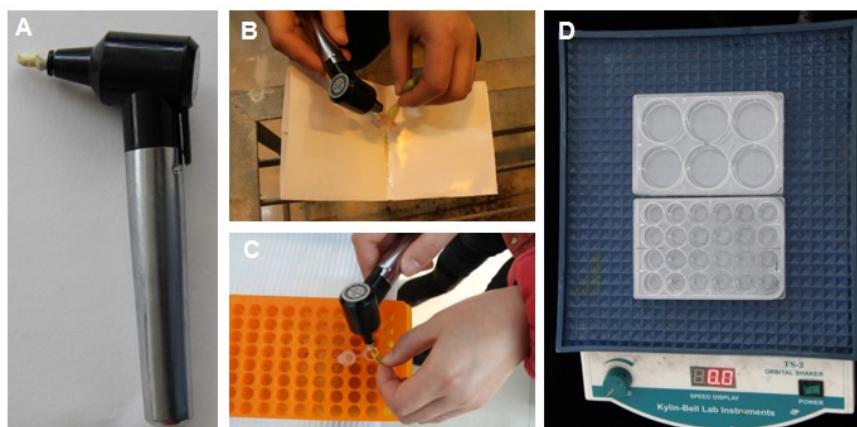 A
B
C
D
0.0
SPEED DISPLAY
TS-2
ORBITAL SHAKER
POWER
Kylin-Bell Lab Instruments